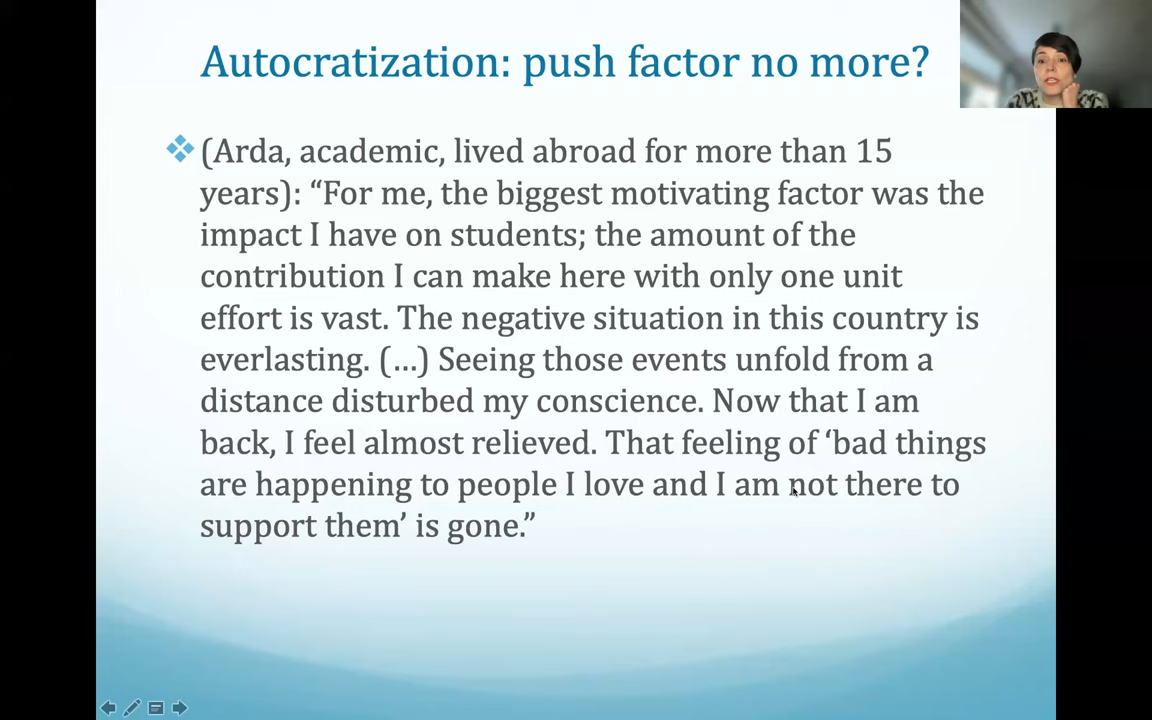 Autocratization: push factor no more?
(Arda, academic, lived abroad for more than 15
years): “For me, the biggest motivating factor was the
impact I have on students; the amount of the
contribution I can make here with only one unit
effort is vast. The negative situation in this country is
everlasting. (…) Seeing those events unfold from a
distance disturbed my conscience. Now that I am
back, I feel almost relieved. That feeling of ‘bad things
are happening to people I love and I am not there to
support them’ is gone.”